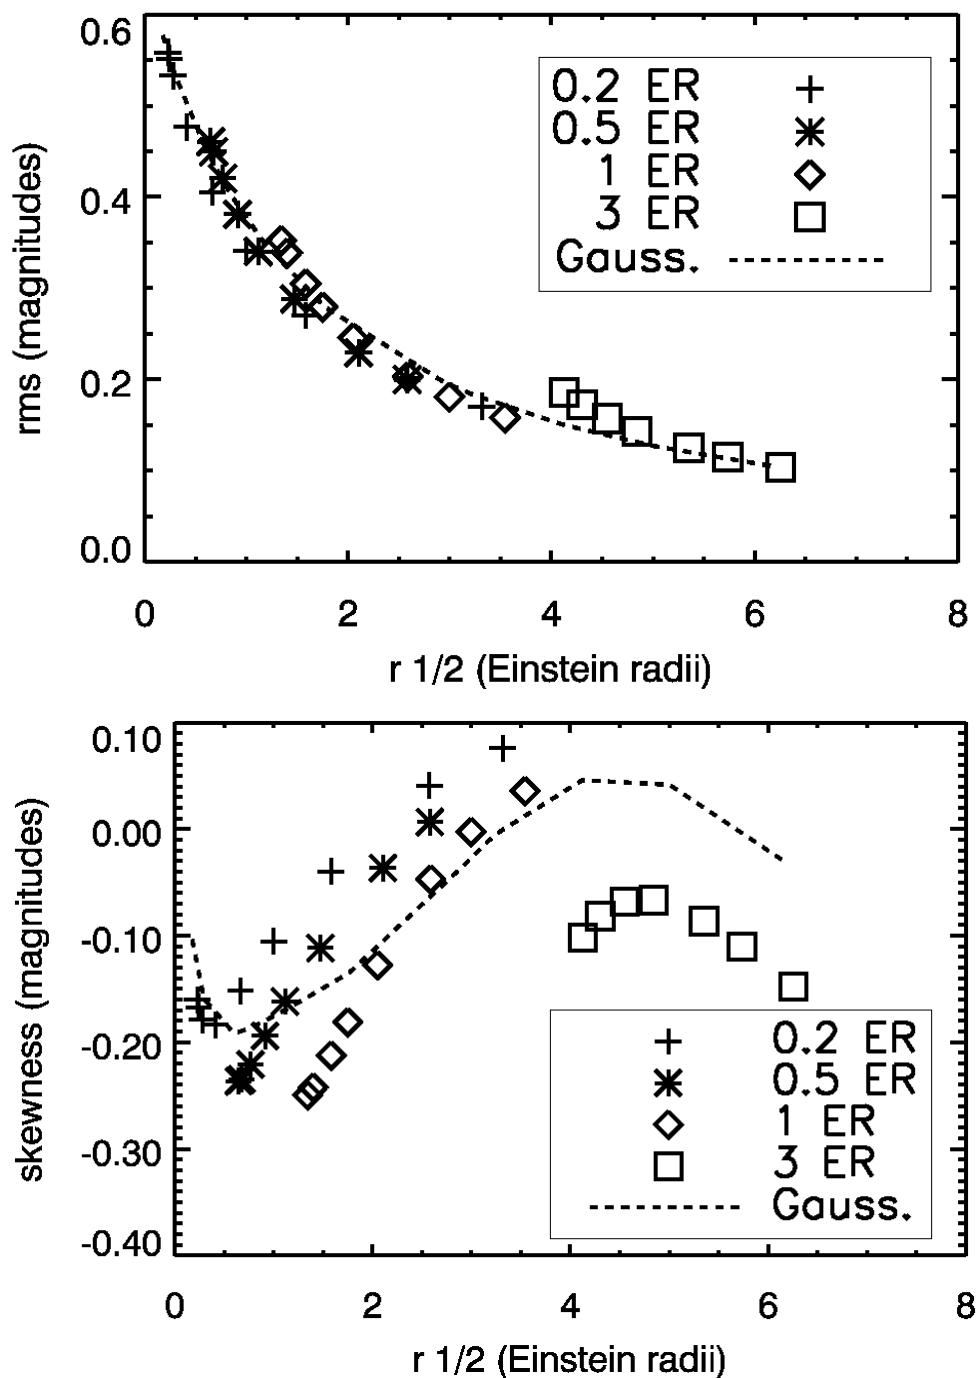 0.6
0.4
0.2
0.0
rms (magnitudes)
0.2 ER
0.5 ER
1 ER
3 ER
Gauss.
0 2 4 6 8
r 1/2 (Einstein radii)
0.10
0.00
-0.10
-0.20
-0.30
-0.40
skewness (magnitudes)
0.2 ER
0.5 ER
1 ER
3 ER
Gauss.
0 2 4 6 8
r 1/2 (Einstein radii)